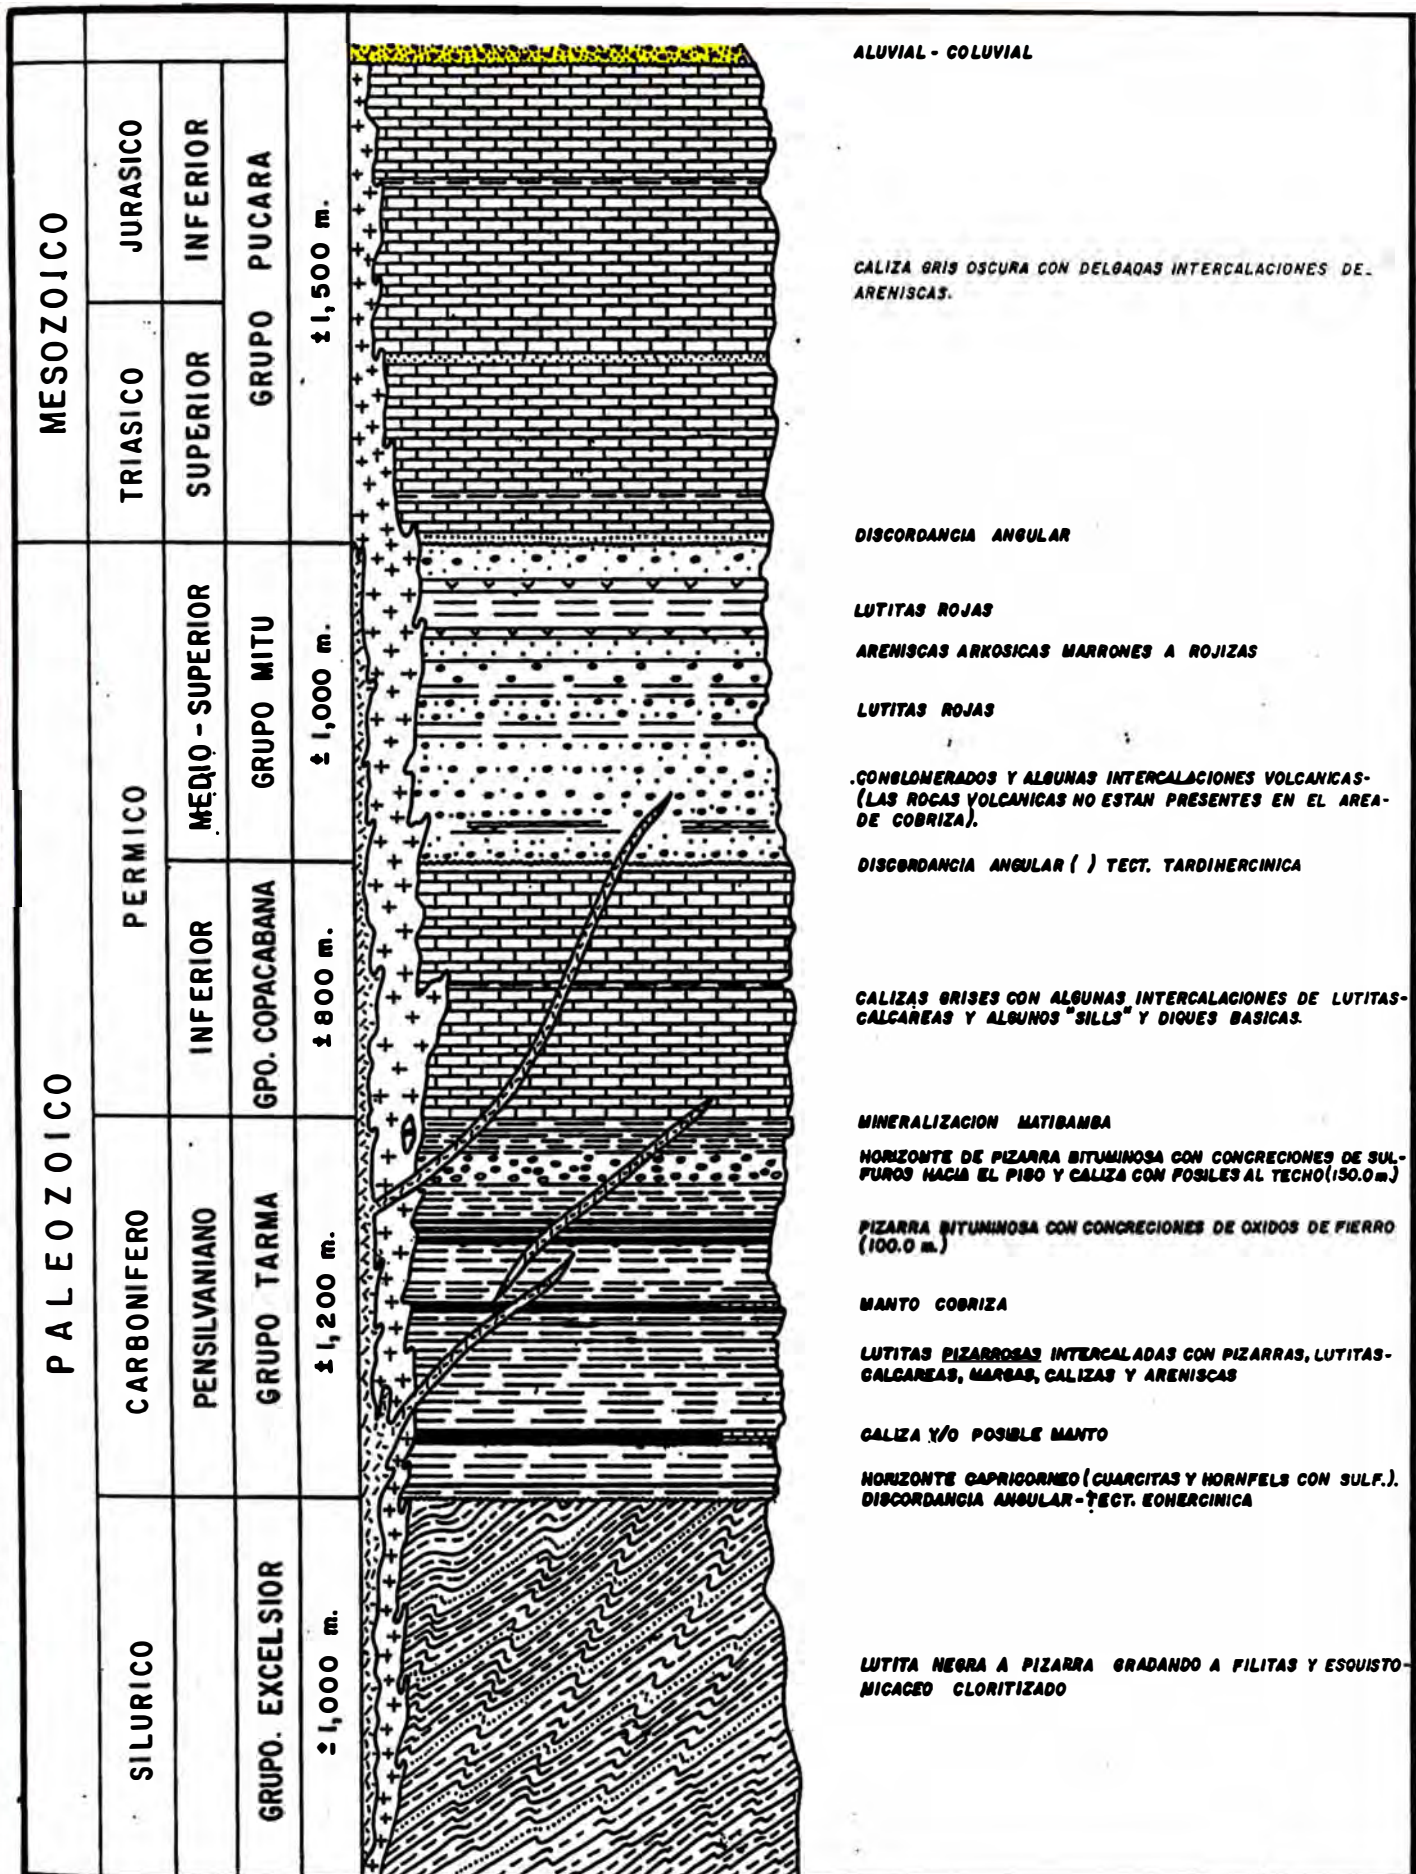 ALUVIAL - COLUVIAL
MESOZOICO
JURASICO
INFERIOR
TRIASICO
SUPERIOR
GRUPO PUCARA
±1,500 m.
CALIZA GRIS OSCURA CON DELGADAS INTERCALACIONES DE-
ARENISCAS.
DISCORDANCIA ANGULAR
PALEOZOICO
PERMICO
MEDIO - SUPERIOR
GRUPO MITU
± 1,000 m.
LUTITAS ROJAS
ARENISCAS ARKOSICAS MARRONES A ROJIZAS
LUTITAS ROJAS
CONGLOMERADOS Y ALGUNAS INTERCALACIONES VOLCANICAS-
(LAS ROCAS VOLCANICAS NO ESTAN PRESENTES EN EL AREA-
DE COBRIZA).
DISCORDANCIA ANGULAR ( ) TECT. TARDIHERCINICA
INFERIOR
GPO. COPACABANA
±800 m.
CALIZAS GRISES CON ALGUNAS INTERCALACIONES DE LUTITAS-
CALCAREAS Y ALGUNOS "SILLS" Y DIQUES BASICAS.
CARBONIFERO
PENSILVANIANO
GRUPO TARMA
± 1,200 m.
MINERALIZACION MATIBAMBA
HORIZONTE DE PIZARRA BITUMINOSA CON CONCRECIONES DE SUL-
FUROS HACIA EL PISO Y CALIZA CON FOSILES AL TECHO (150.0 m)
PIZARRA BITUMINOSA CON CONCRECIONES DE OXIDOS DE FIERRO
(100.0 m.)
MANTO COBRIZA
LUTITAS PIZARROSAS INTERCALADAS CON PIZARRAS, LUTITAS-
CALCAREAS, MARGAS, CALIZAS Y ARENISCAS
CALIZA Y/O POSIBLE MANTO
HORIZONTE CAPRICORNEO (CUARCITAS Y HORNFELS CON SULF.).
DISCORDANCIA ANGULAR - TECT. EOHERCINICA
SILURICO
GRUPO. EXCELSIOR
± 1,000 m.
LUTITA NEGRA A PIZARRA GRADANDO A FILITAS Y ESQUISTO-
MICACEO CLORITIZADO